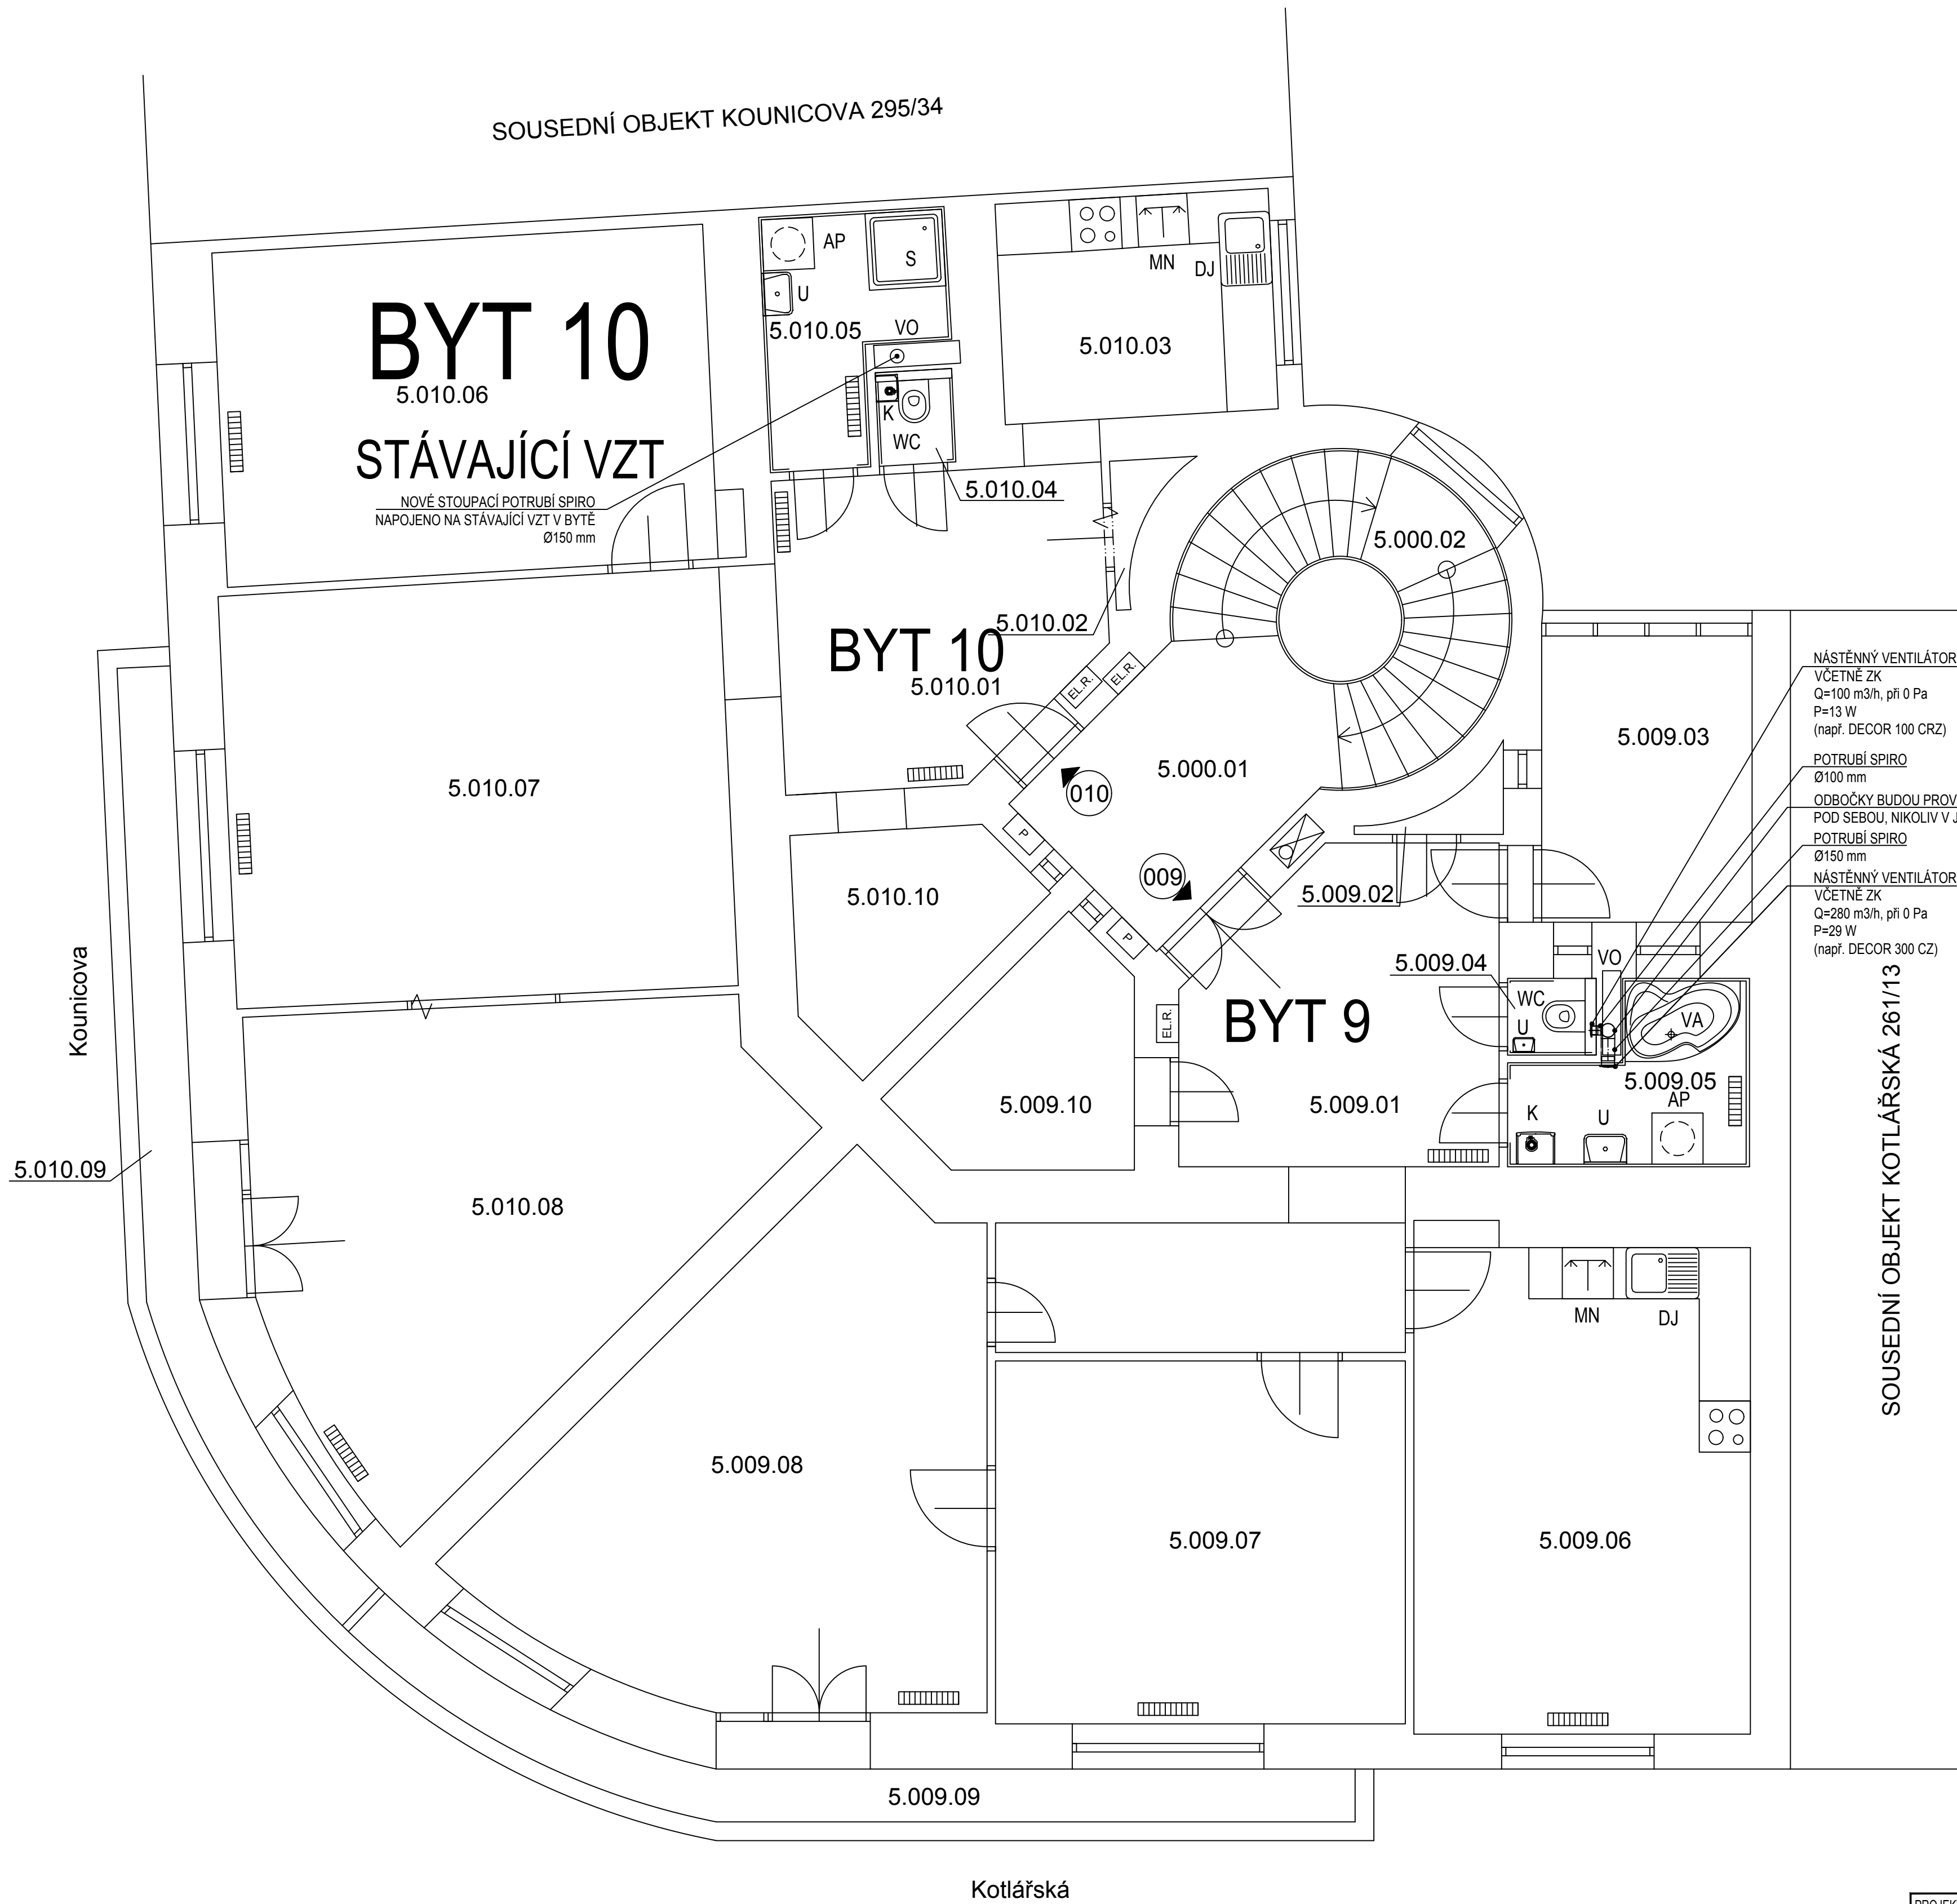 SOUSEDNÍ OBJEKT KOUNICOVA 295/34
AP
S
U
5.010.05
VO
MN
DJ
5.010.03
BYT 10
5.010.06
STÁVAJÍCÍ VZT
NOVÉ STOUPACÍ POTRUBÍ SPIRO
NAPOJENO NA STÁVAJÍCÍ VZT V BYTĚ
Ø150 mm
K
WC
5.010.04
5.000.02
5.010.02
BYT 10
5.010.01
EL.R.
EL.R.
5.010.07
5.000.01
010
P
009
P
5.010.10
5.009.02
5.009.03
NÁSTĚNNÝ VENTILÁTOR
VČETNĚ ZK
Q=100 m3/h, při 0 Pa
P=13 W
(např. DECOR 100 CRZ)
POTRUBÍ SPIRO
Ø100 mm
ODBOČKY BUDOU PROV
POD SEBOU, NIKOLIV V J
POTRUBÍ SPIRO
Ø150 mm
NÁSTĚNNÝ VENTILÁTOR
VČETNĚ ZK
Q=280 m3/h, při 0 Pa
P=29 W
(např. DECOR 300 CZ)
Kounicova
5.009.04
VO
WC
U
VA
EL.R.
BYT 9
5.009.10
5.009.01
5.009.05
AP
K
U
SOUSEDNÍ OBJEKT KOTLÁŘSKÁ 261/13
5.010.09
5.010.08
MN
DJ
5.009.08
5.009.07
5.009.06
5.009.09
Kotlářská